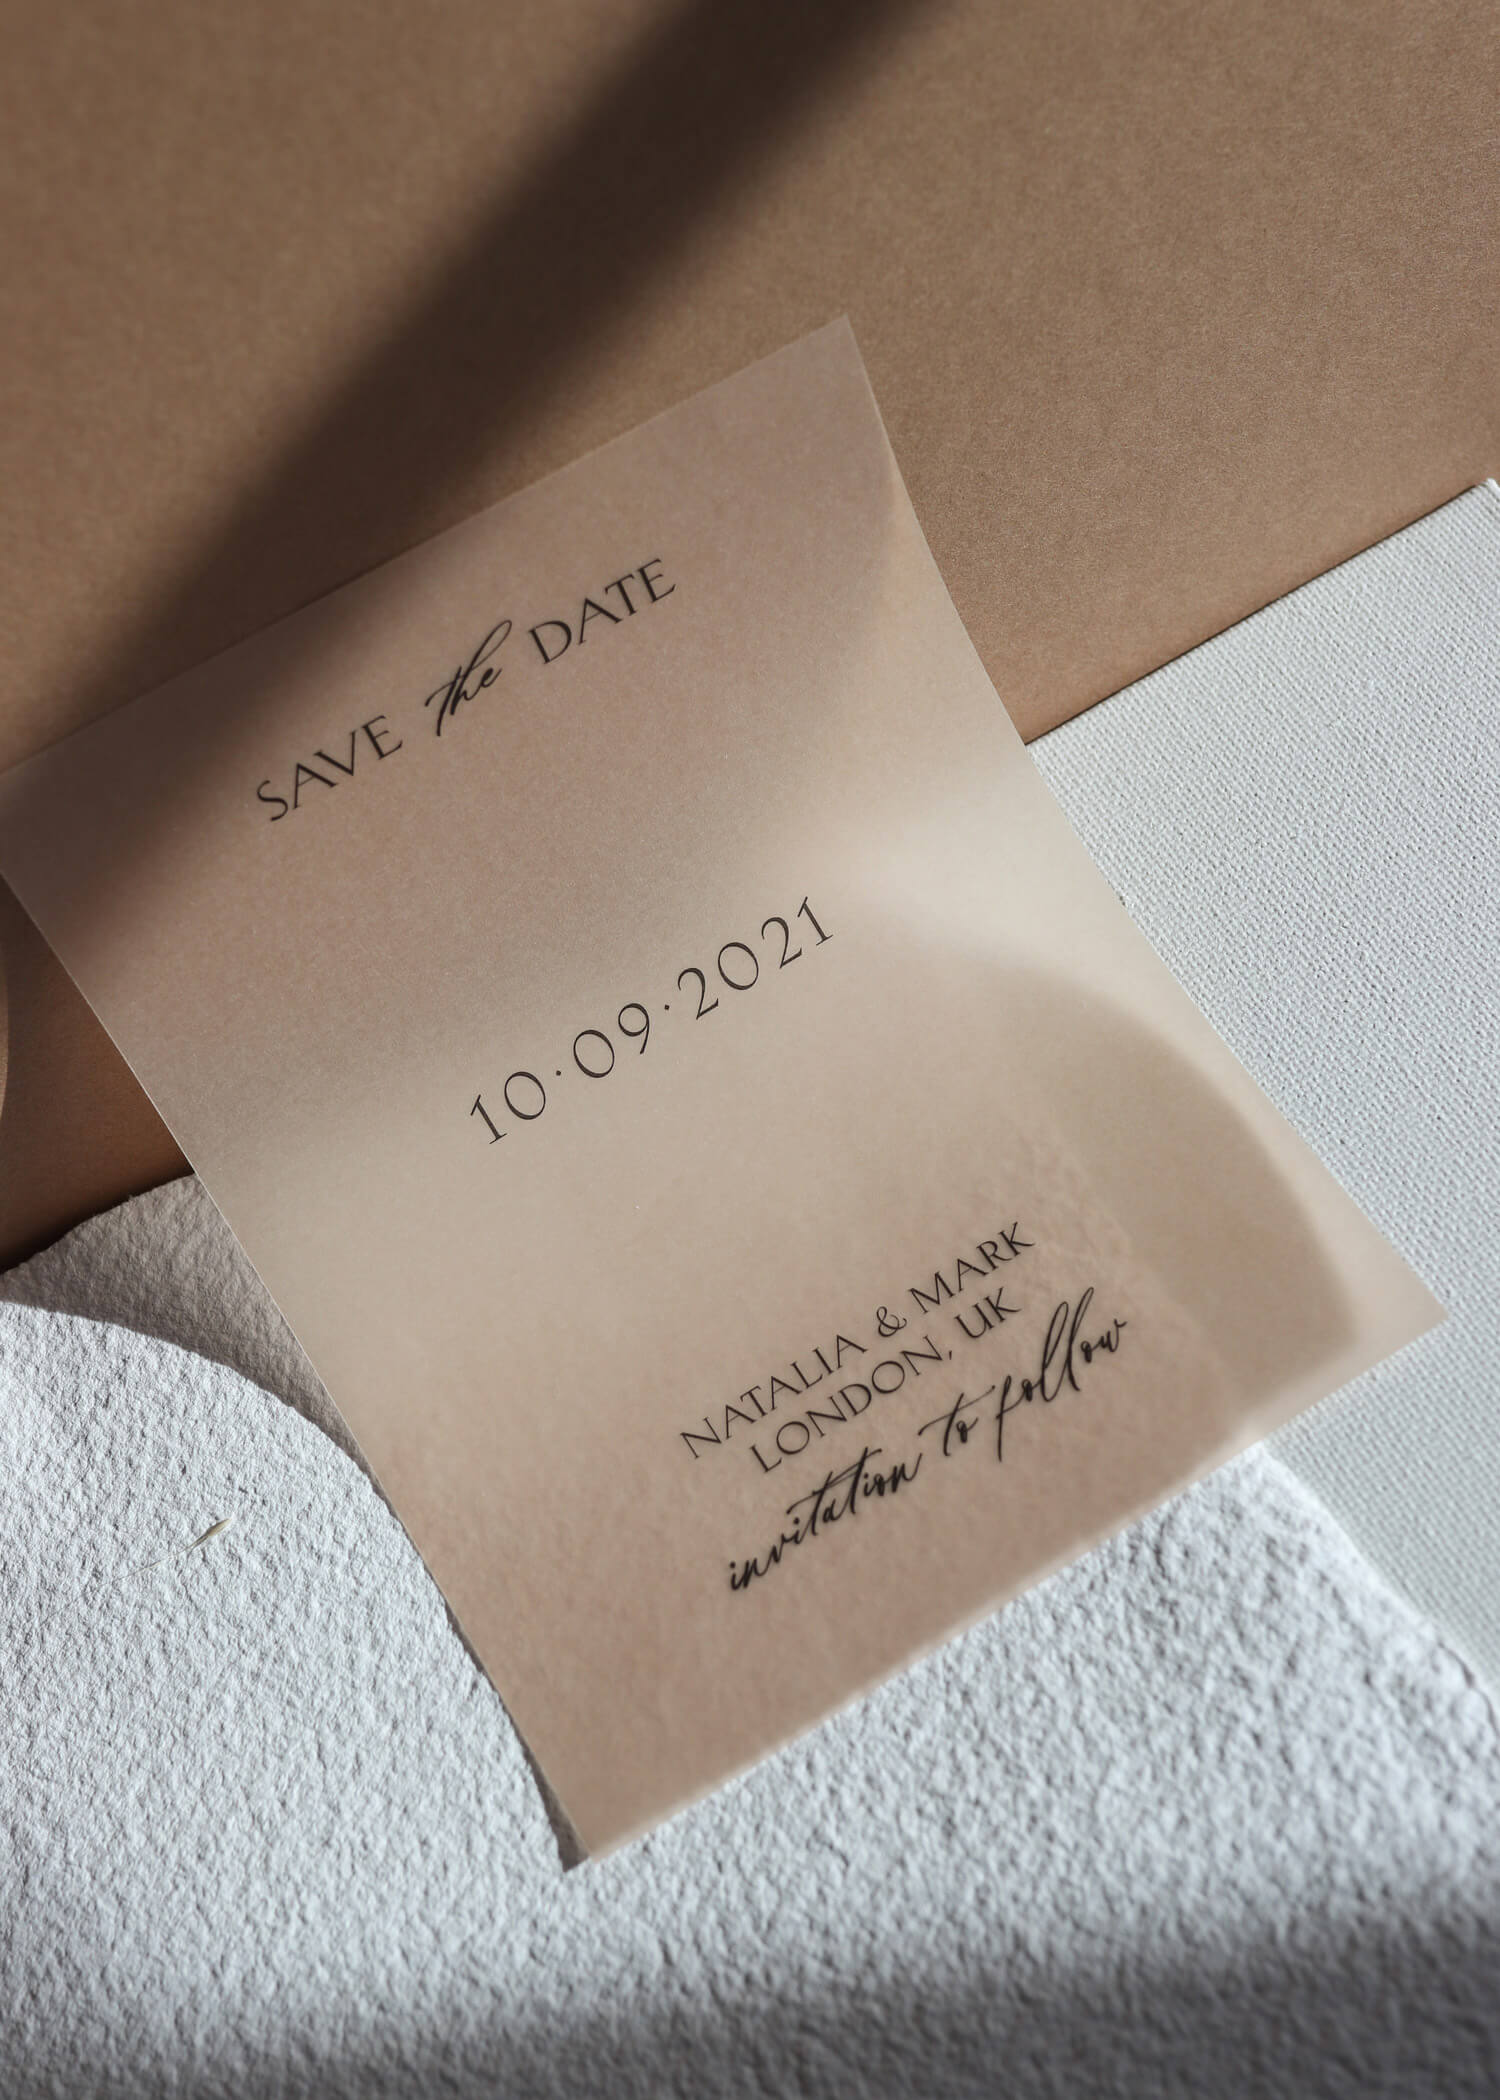 SAVE the DATE
10·09·2021
NATALIA & MARK
LONDON, UK
invitation to follow